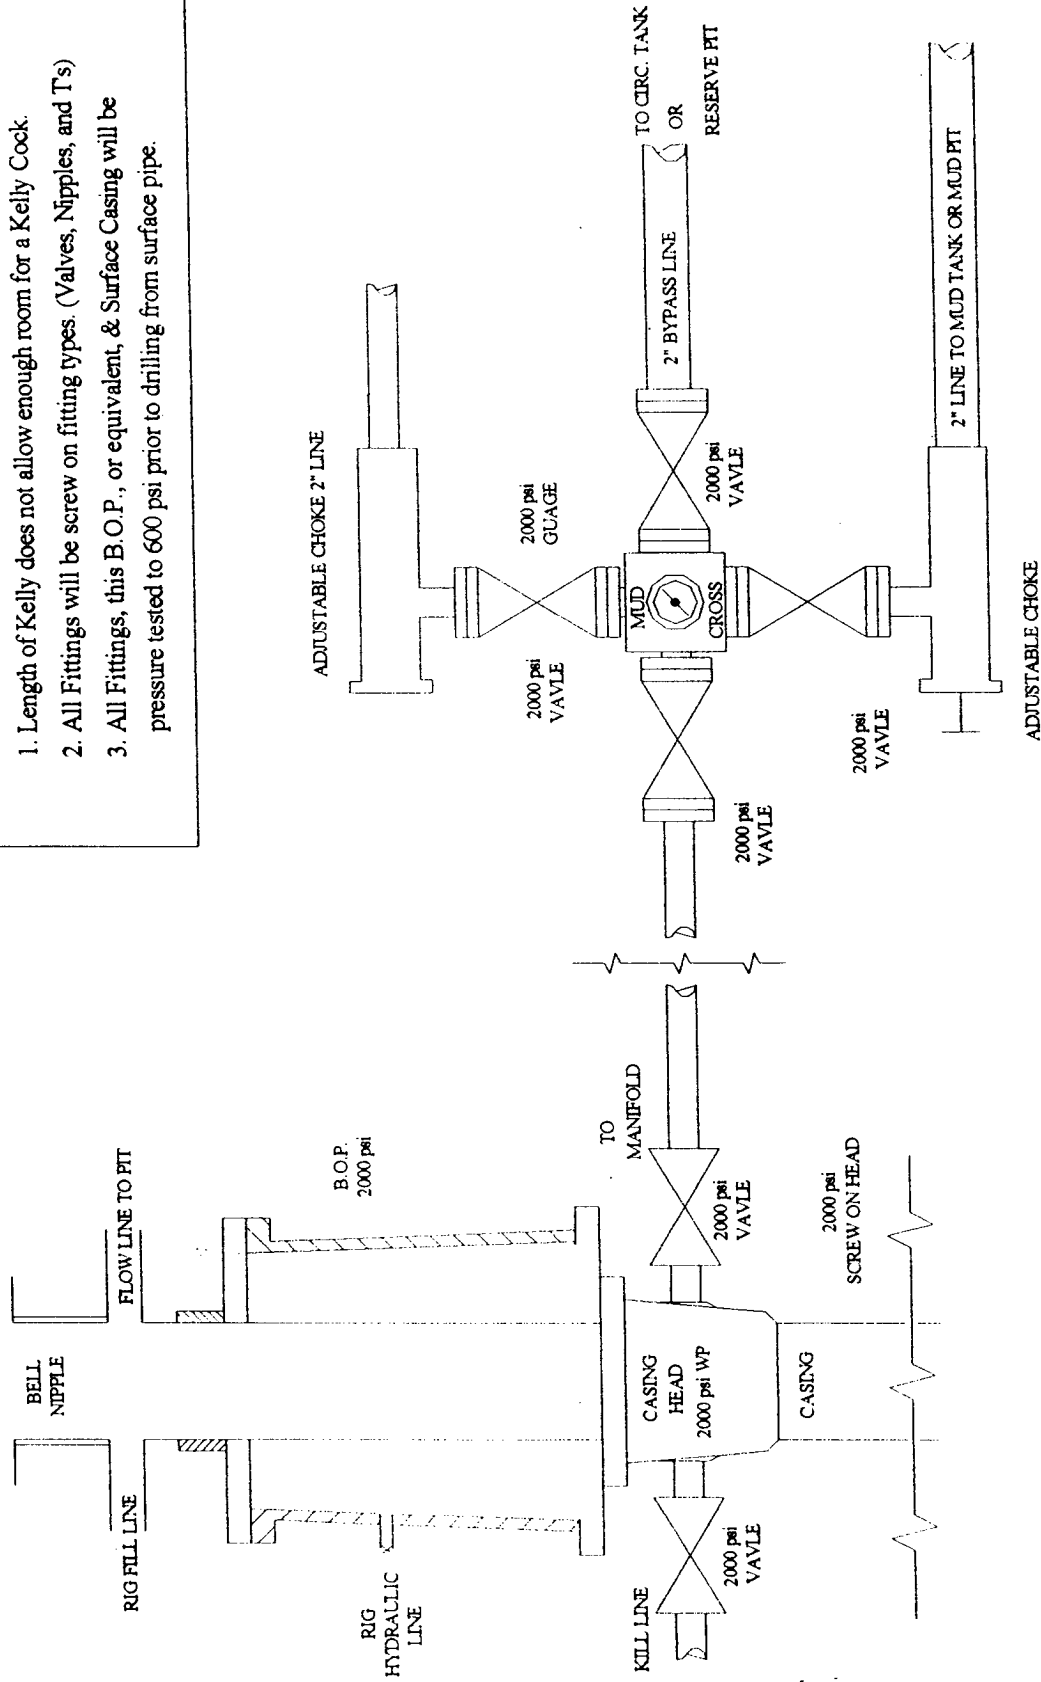 1. Length of Kelly does not allow enough room for a Kelly Cock.
2. All Fittings will be screw on fitting types. (Valves, Nipples, and T's)
3. All Fittings, this B.O.P., or equivalent, & Surface Casing will be
pressure tested to 600 psi prior to drilling from surface pipe.
BELL
NIPPLE
RIG FILL LINE
FLOW LINE TO PIT
B.O.P.
2000 psi
RIG
HYDRAULIC
LINE
KILL LINE
2000 psi
VAVLE
CASING
HEAD
2000 psi WP
CASING
TO
MANIFOLD
2000 psi
VAVLE
2000 psi
SCREW ON HEAD
ADJUSTABLE CHOKE 2" LINE
2000 psi
VAVLE
2000 psi
GUAGE
MUD
CROSS
2000 psi
VAVLE
2000 psi
VAVLE
2" BYPASS LINE
TO CIRC. TANK
OR
RESERVE PIT
2000 psi
VAVLE
2" LINE TO MUD TANK OR MUD PIT
ADJUSTABLE CHOKE